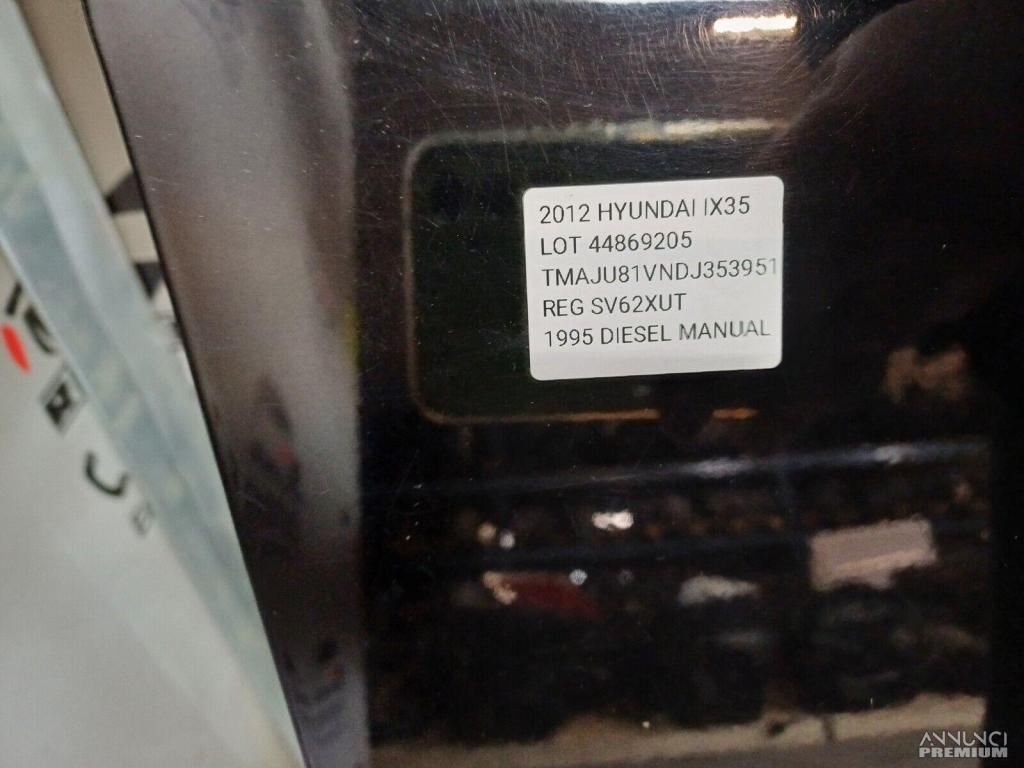 2012 HYUNDAI IX35
LOT 44869205
TMAJU81VNDJ353951
REG SV62XUT
1995 DIESEL MANUAL
ANNUNCI
PREMIUM